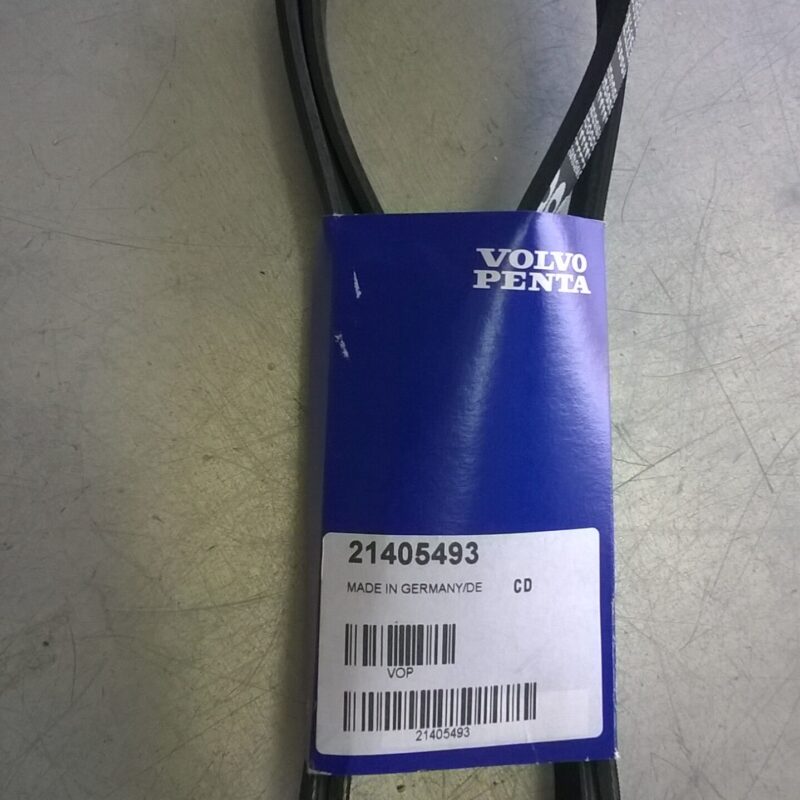 VOLVO
PENTA
21405493
MADE IN GERMANY/DE CD
VOP
21405493